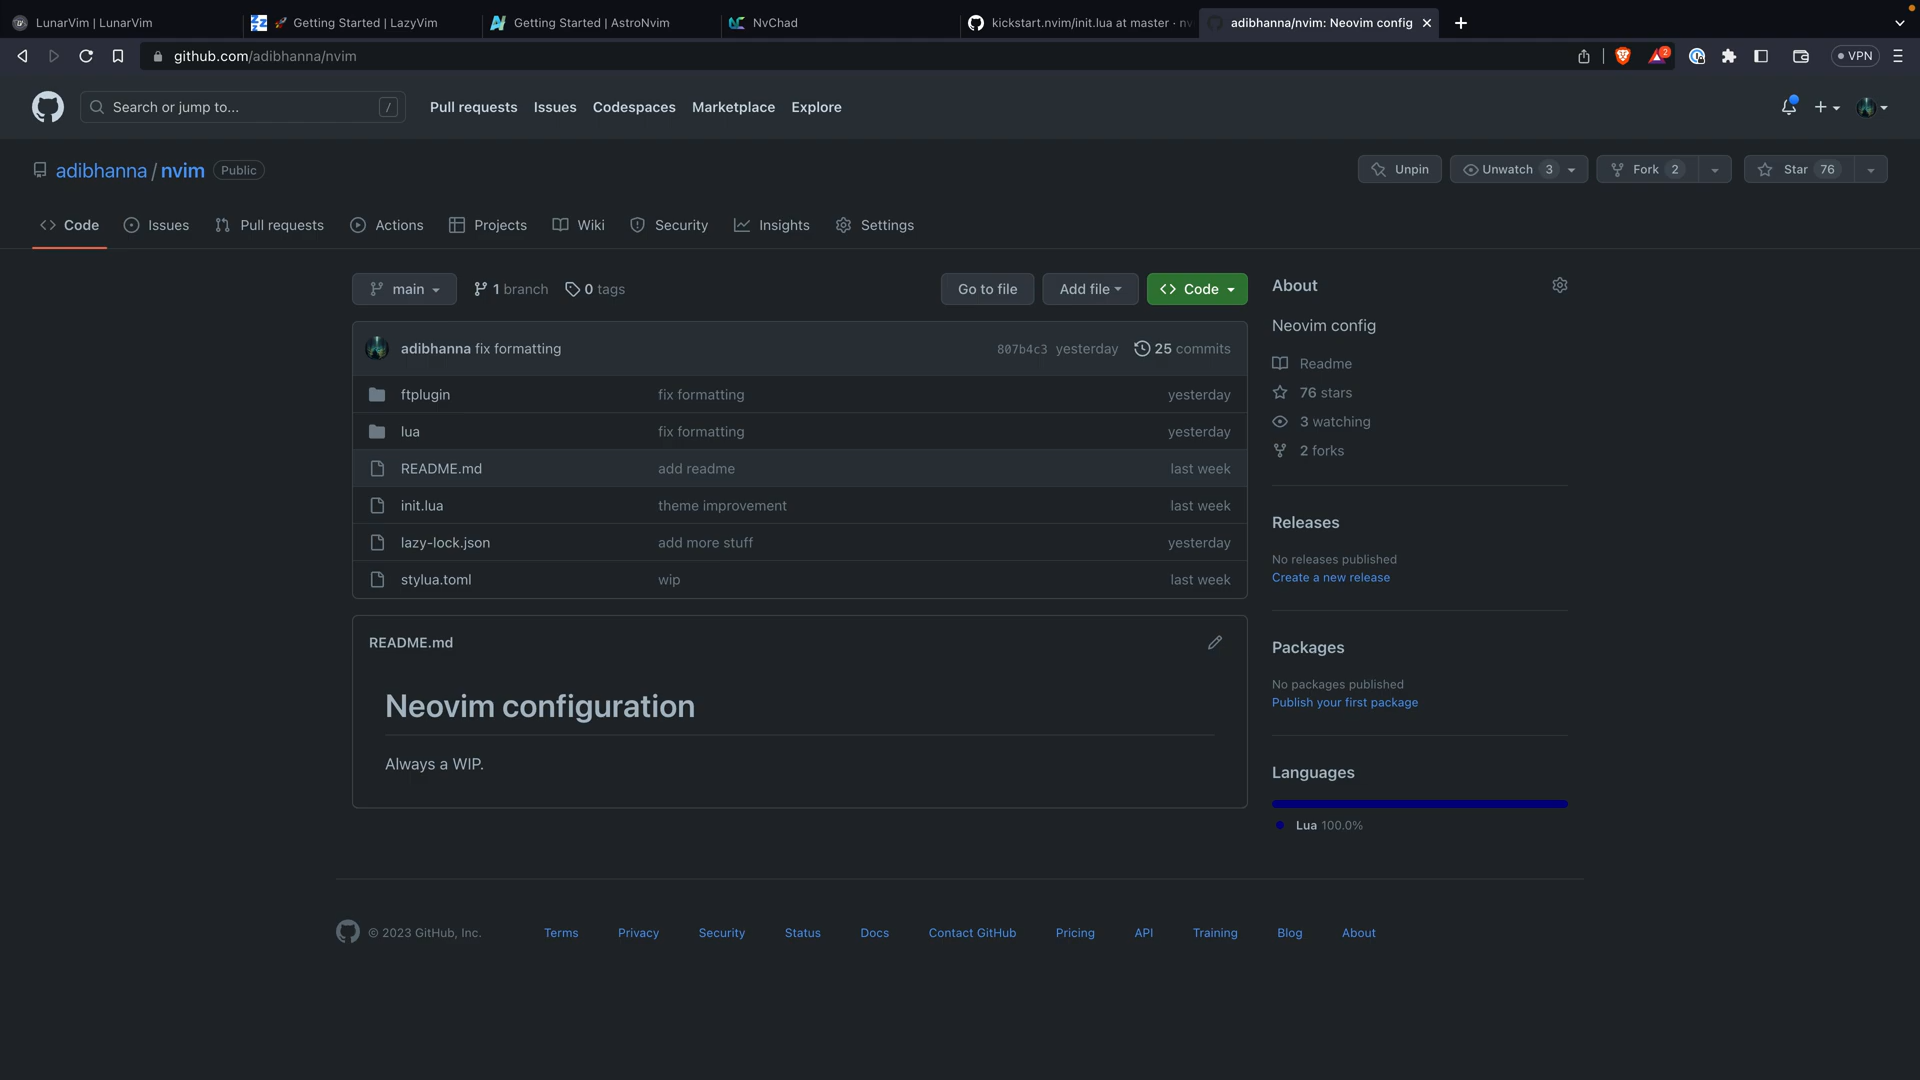 LunarVim | LunarVim
Getting Started | LazyVim
Getting Started | AstroNvim
NvChad
kickstart.nvim/init.lua at master · nv
adibhanna/nvim: Neovim config
github.com/adibhanna/nvim
2
VPN
Search or jump to...
/
Pull requests
Issues
Codespaces
Marketplace
Explore
adibhanna / nvim
Public
Unpin
Unwatch 3
Fork 2
Star 76
Code
Issues
Pull requests
Actions
Projects
Wiki
Security
Insights
Settings
main
1 branch
0 tags
Go to file
Add file
Code
adibhanna fix formatting
807b4c3 yesterday
25 commits
ftplugin fix formatting yesterday
lua fix formatting yesterday
README.md add readme last week
init.lua theme improvement last week
lazy-lock.json add more stuff yesterday
stylua.toml wip last week
README.md
Neovim configuration
Always a WIP.
About
Neovim config
Readme
76 stars
3 watching
2 forks
Releases
No releases published
Create a new release
Packages
No packages published
Publish your first package
Languages
Lua 100.0%
© 2023 GitHub, Inc.
Terms
Privacy
Security
Status
Docs
Contact GitHub
Pricing
API
Training
Blog
About